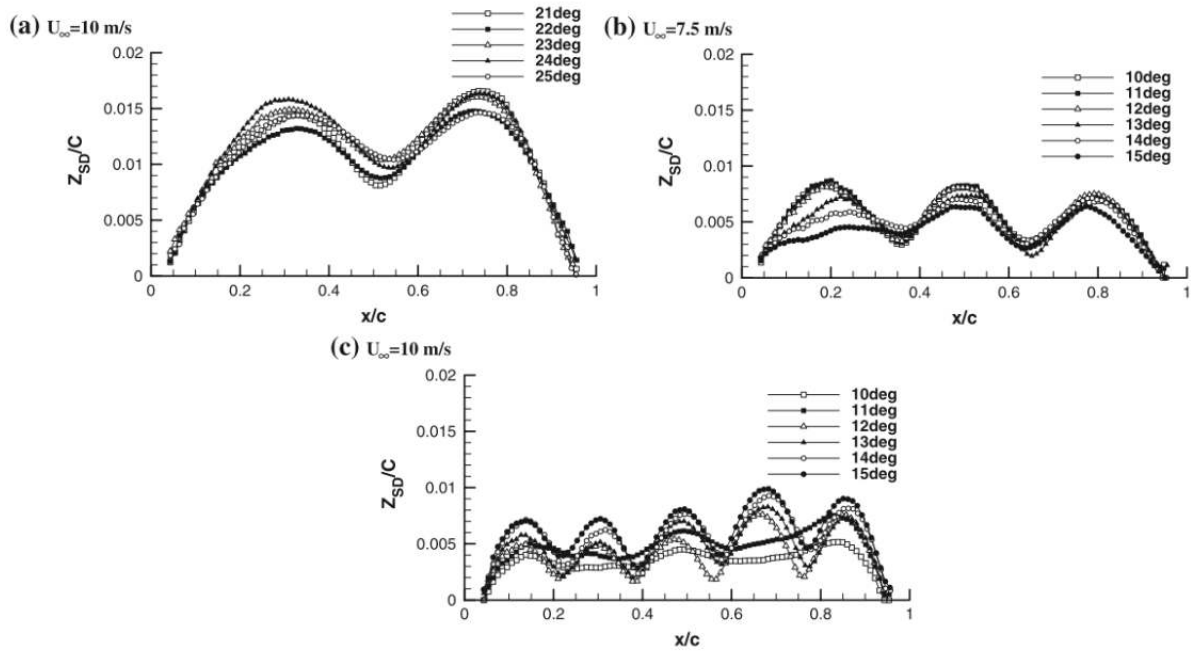 (a) U∞=10 m/s
21deg
22deg
23deg
24deg
25deg
0.02
0.015
0.01
0.005
0
Z_SD/C
0 0.2 0.4 0.6 0.8 1
x/c
(b) U∞=7.5 m/s
10deg
11deg
12deg
13deg
14deg
15deg
0.02
0.015
0.01
0.005
0
Z_SD/C
0 0.2 0.4 0.6 0.8 1
x/c
(c) U∞=10 m/s
10deg
11deg
12deg
13deg
14deg
15deg
0.02
0.015
0.01
0.005
0
Z_SD/C
0 0.2 0.4 0.6 0.8 1
x/c